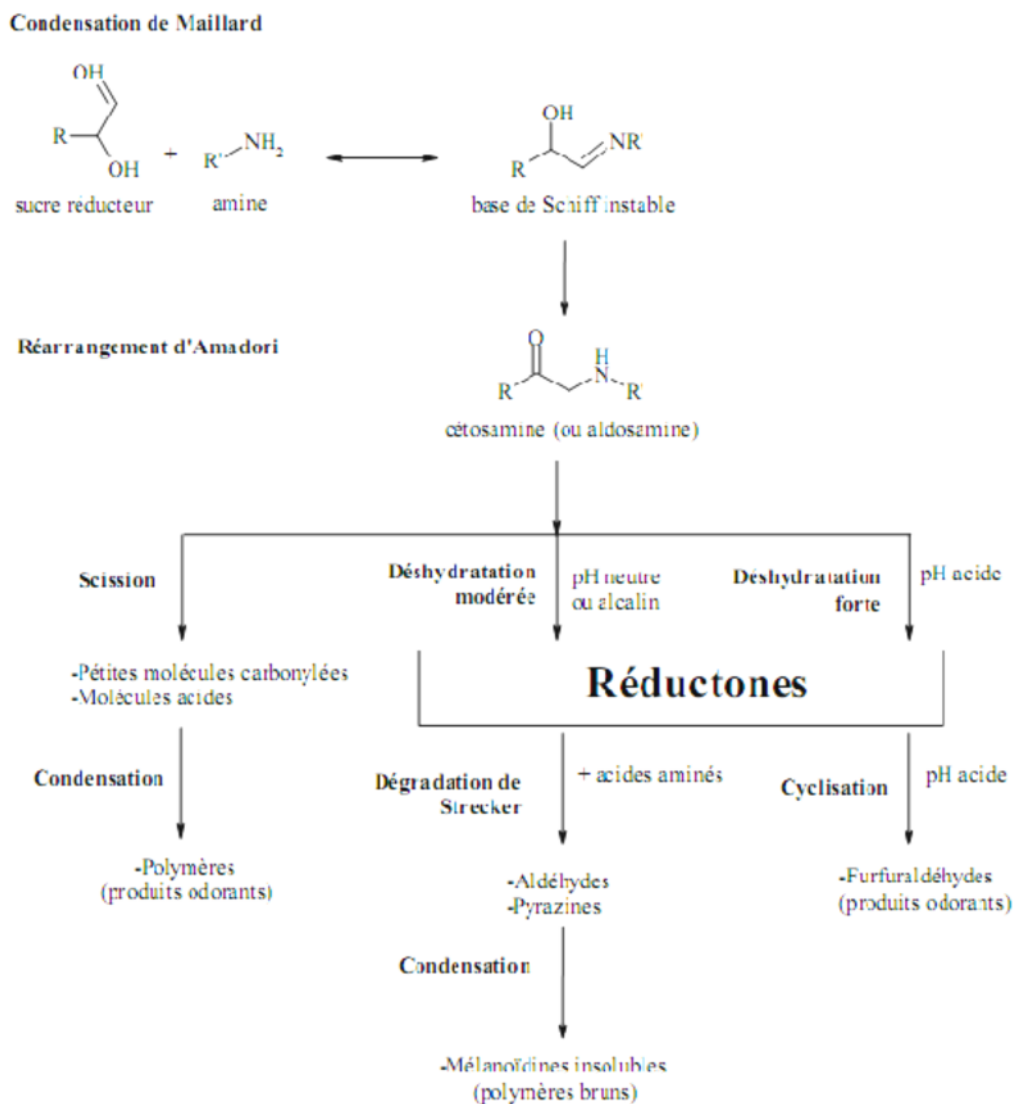 Condensation de Maillard
OH
OH
R
NH2
NR'
+
R'
R
OH
sucre réducteur
amine
base de Schiff instable
Réarrangement d'Amadori
O
H
N
R
R'
cétosamine (ou aldosamine)
Scission
Déshydratation
modérée
pH neutre
ou alcalin
Déshydratation
forte
pH acide
-Pétites molécules carbonylées
-Molécules acides
Réductones
Condensation
Dégradation de
Strecker
+ acides aminés
Cyclisation
pH acide
-Polymères
(produits odorants)
-Aldéhydes
-Pyrazines
-Furfuraldéhydes
(produits odorants)
Condensation
-Mélanoïdines insolubles
(polymères bruns)